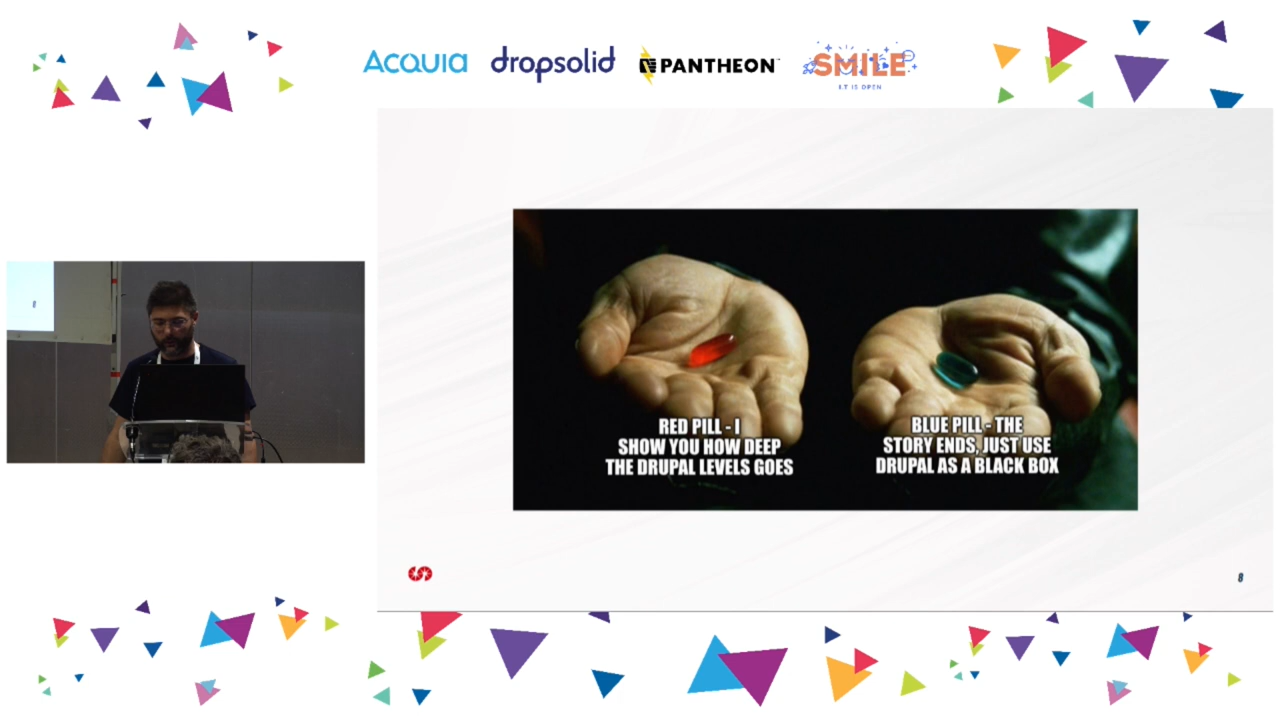 ACQUIA
dropsolid
PANTHEON
SMILE
I.T IS OPEN
RED PILL - I
SHOW YOU HOW DEEP
THE DRUPAL LEVELS GOES
BLUE PILL - THE
STORY ENDS, JUST USE
DRUPAL AS A BLACK BOX
8